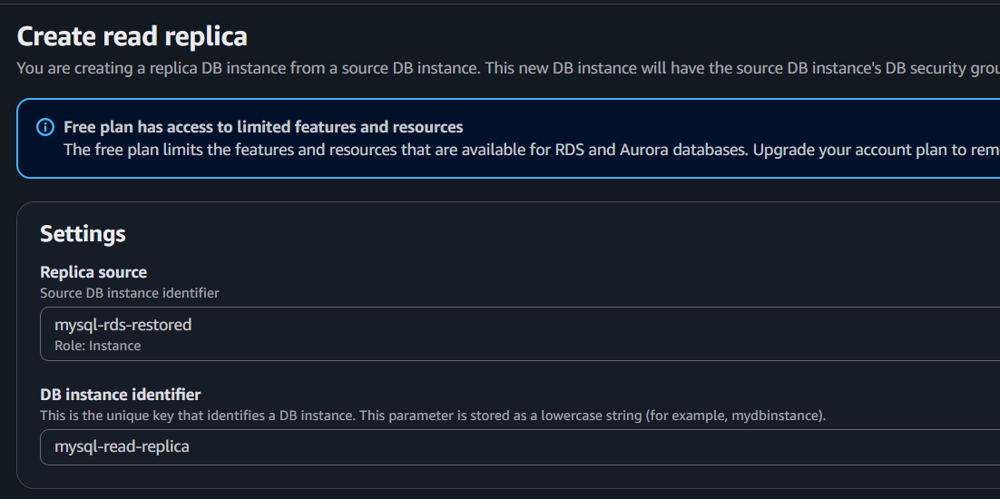 Create read replica
You are creating a replica DB instance from a source DB instance. This new DB instance will have the source DB instance's DB security
Free plan has access to limited features and resources
The free plan limits the features and resources that are available for RDS and Aurora databases. Upgrade your account plan to
Settings
Replica source
Source DB instance identifier
mysql-rds-restored
Role: Instance
DB instance identifier
This is the unique key that identifies a DB instance. This parameter is stored as a lowercase string (for example, mydbinstance).
mysql-read-replica